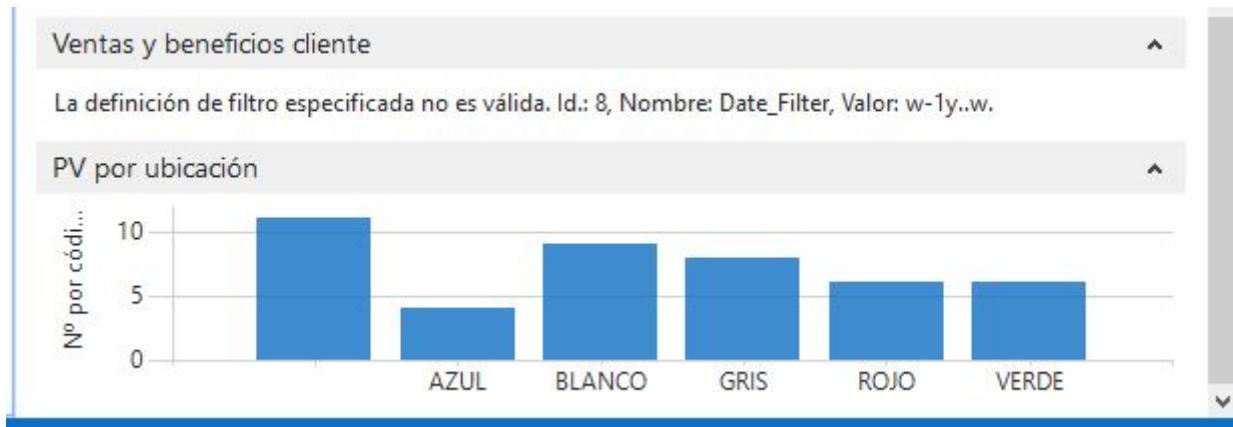 Ventas y beneficios cliente
La definición de filtro especificada no es válida. Id.: 8, Nombre: Date_Filter, Valor: w-1y..w.
PV por ubicación
Nº por códi...
10
5
0
AZUL BLANCO GRIS ROJO VERDE